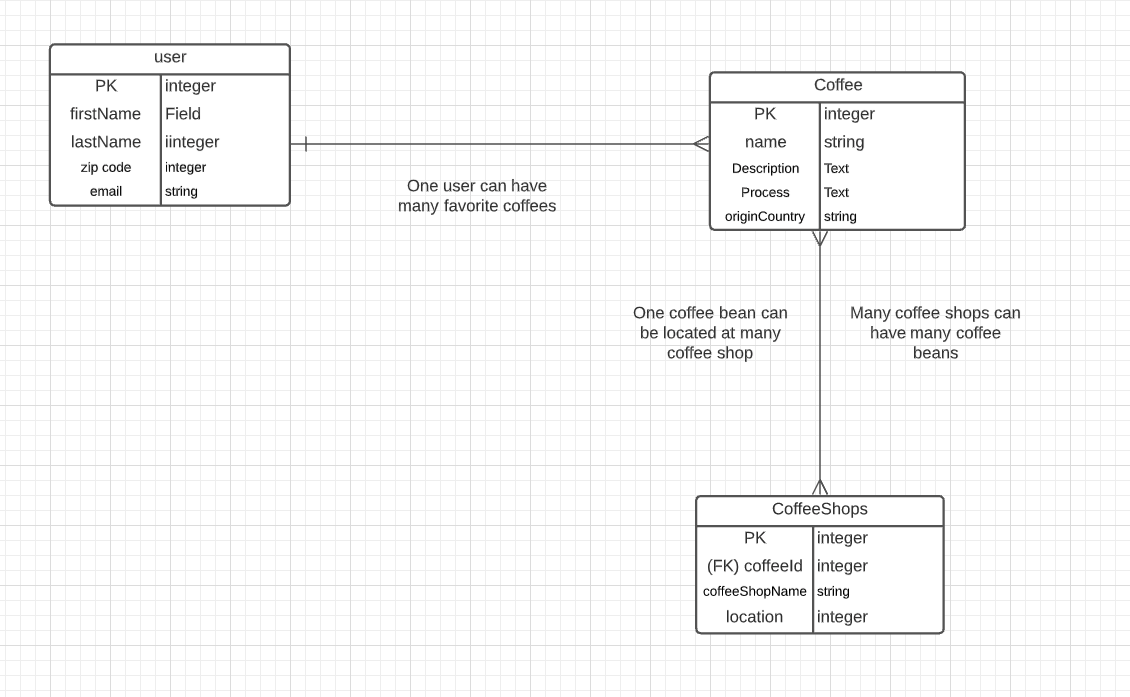 user
PK integer
firstName Field
lastName iinteger
zip code integer
email string
One user can have
many favorite coffees
Coffee
PK integer
name string
Description Text
Process Text
originCountry string
One coffee bean can
be located at many
coffee shop
Many coffee shops can
have many coffee
beans
CoffeeShops
PK integer
(FK) coffeeId integer
coffeeShopName string
location integer